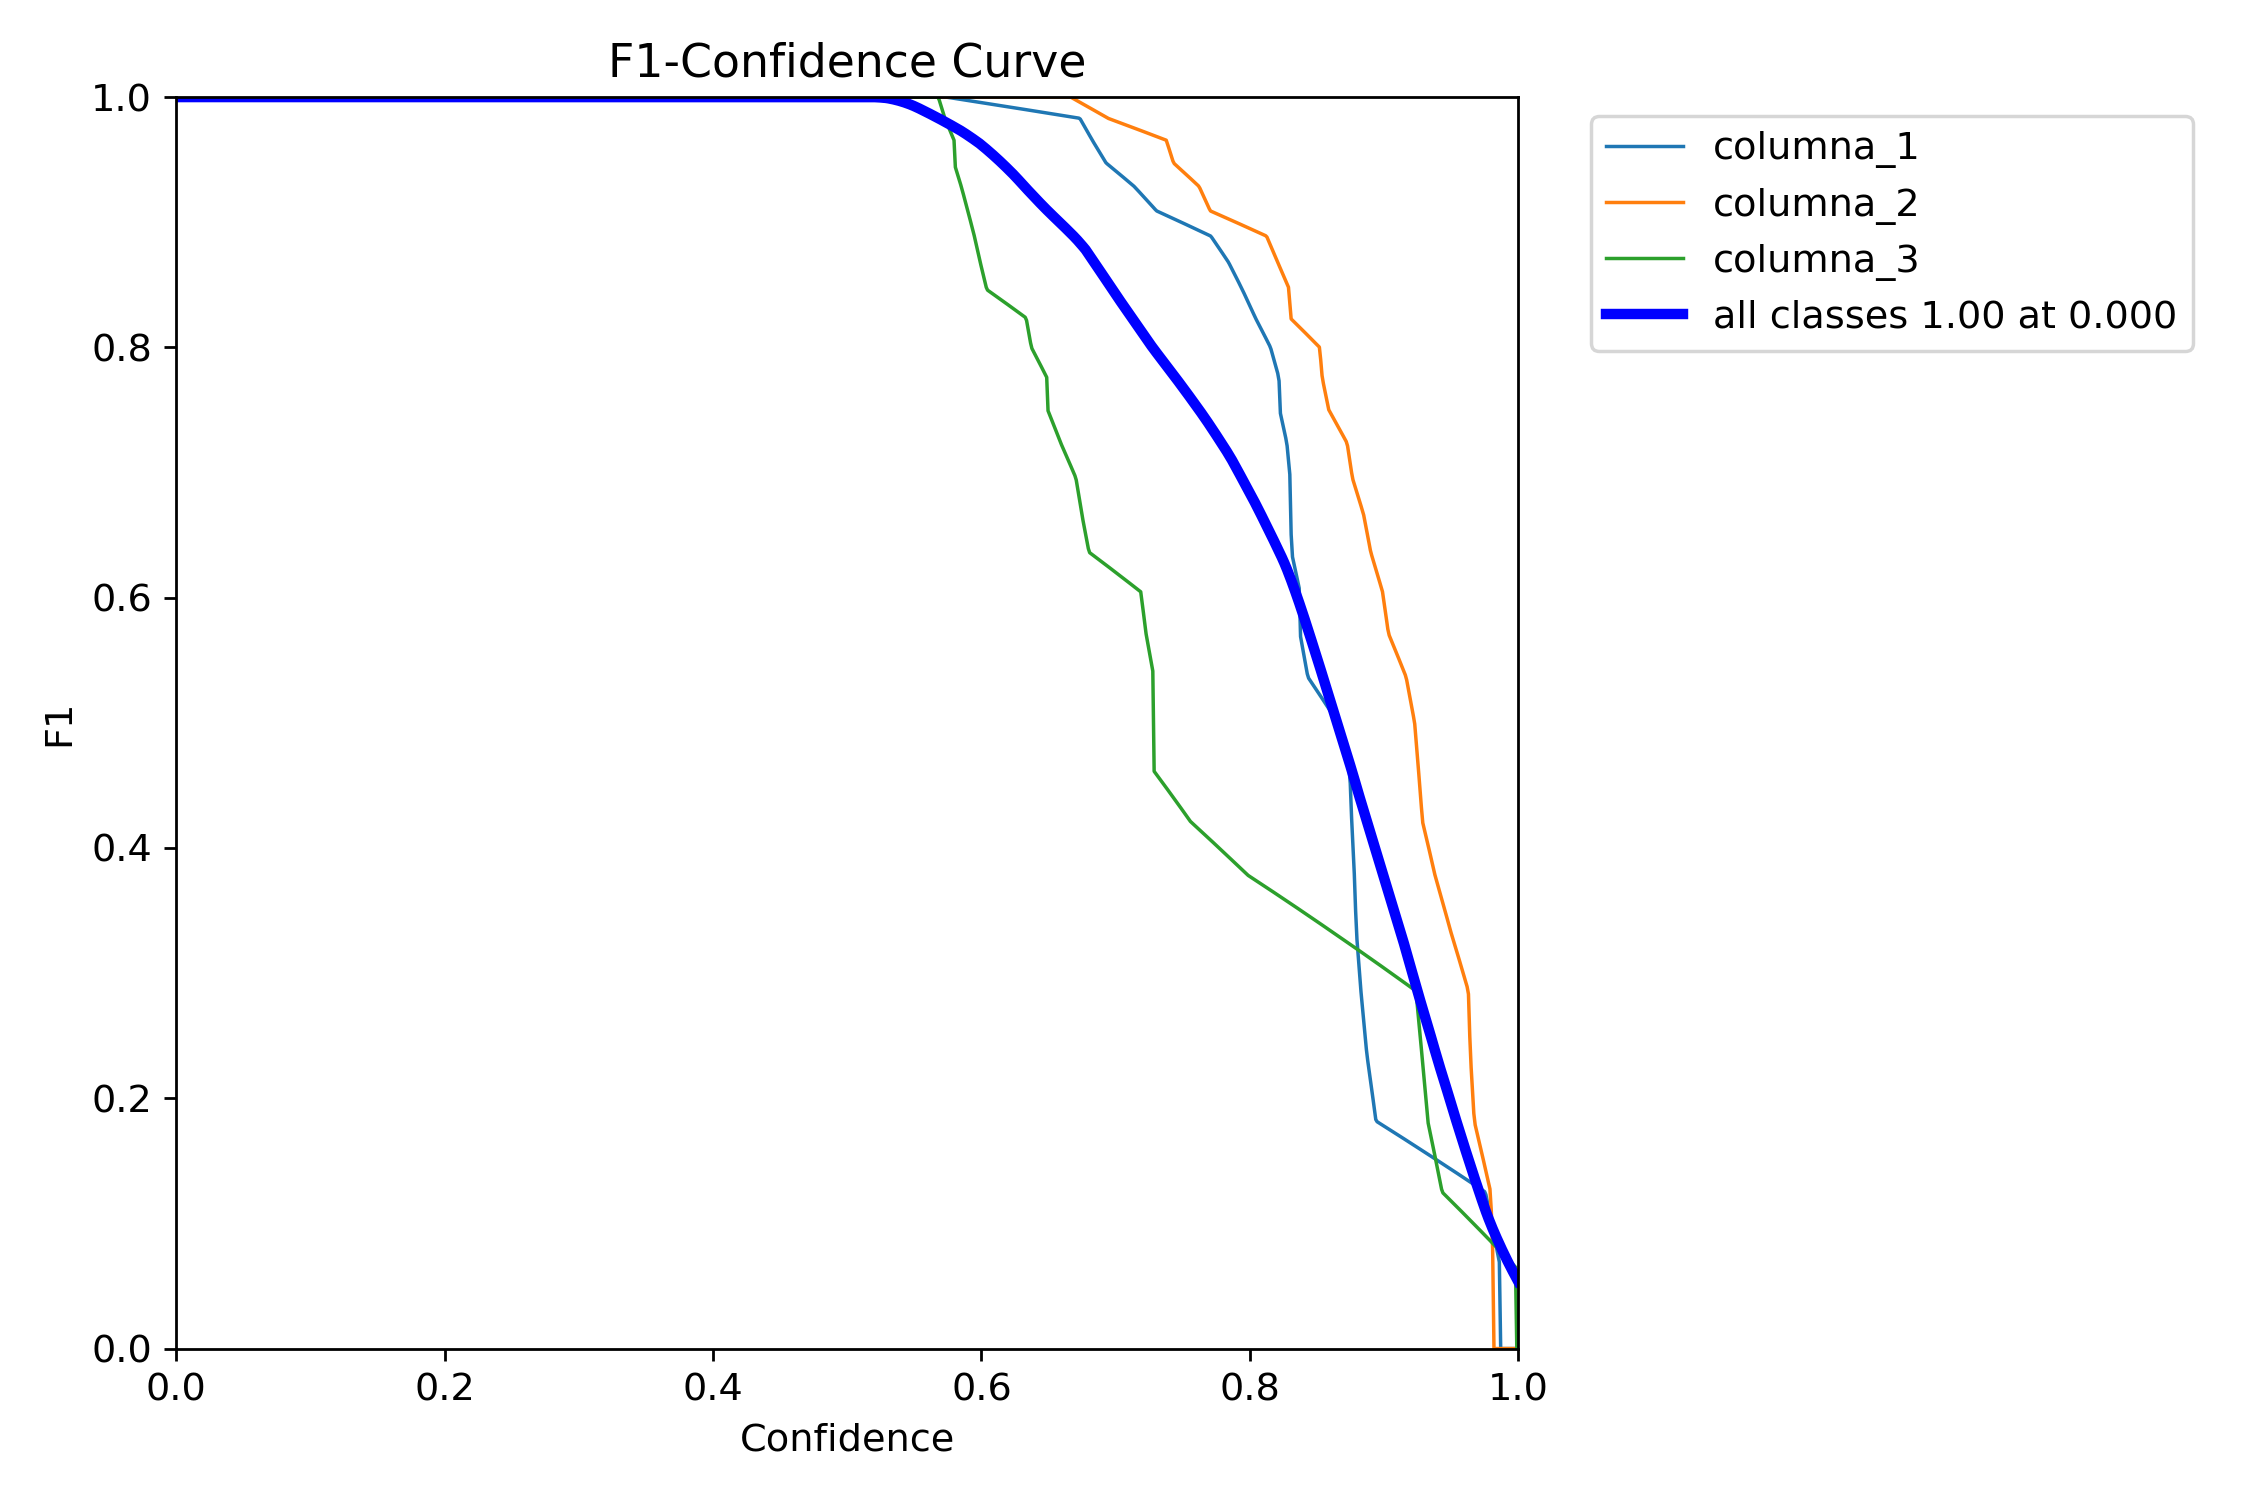 F1-Confidence Curve
1.0
0.8
0.6
0.4
0.2
0.0
F1
0.0 0.2 0.4 0.6 0.8 1.0
Confidence
columna_1
columna_2
columna_3
all classes 1.00 at 0.000